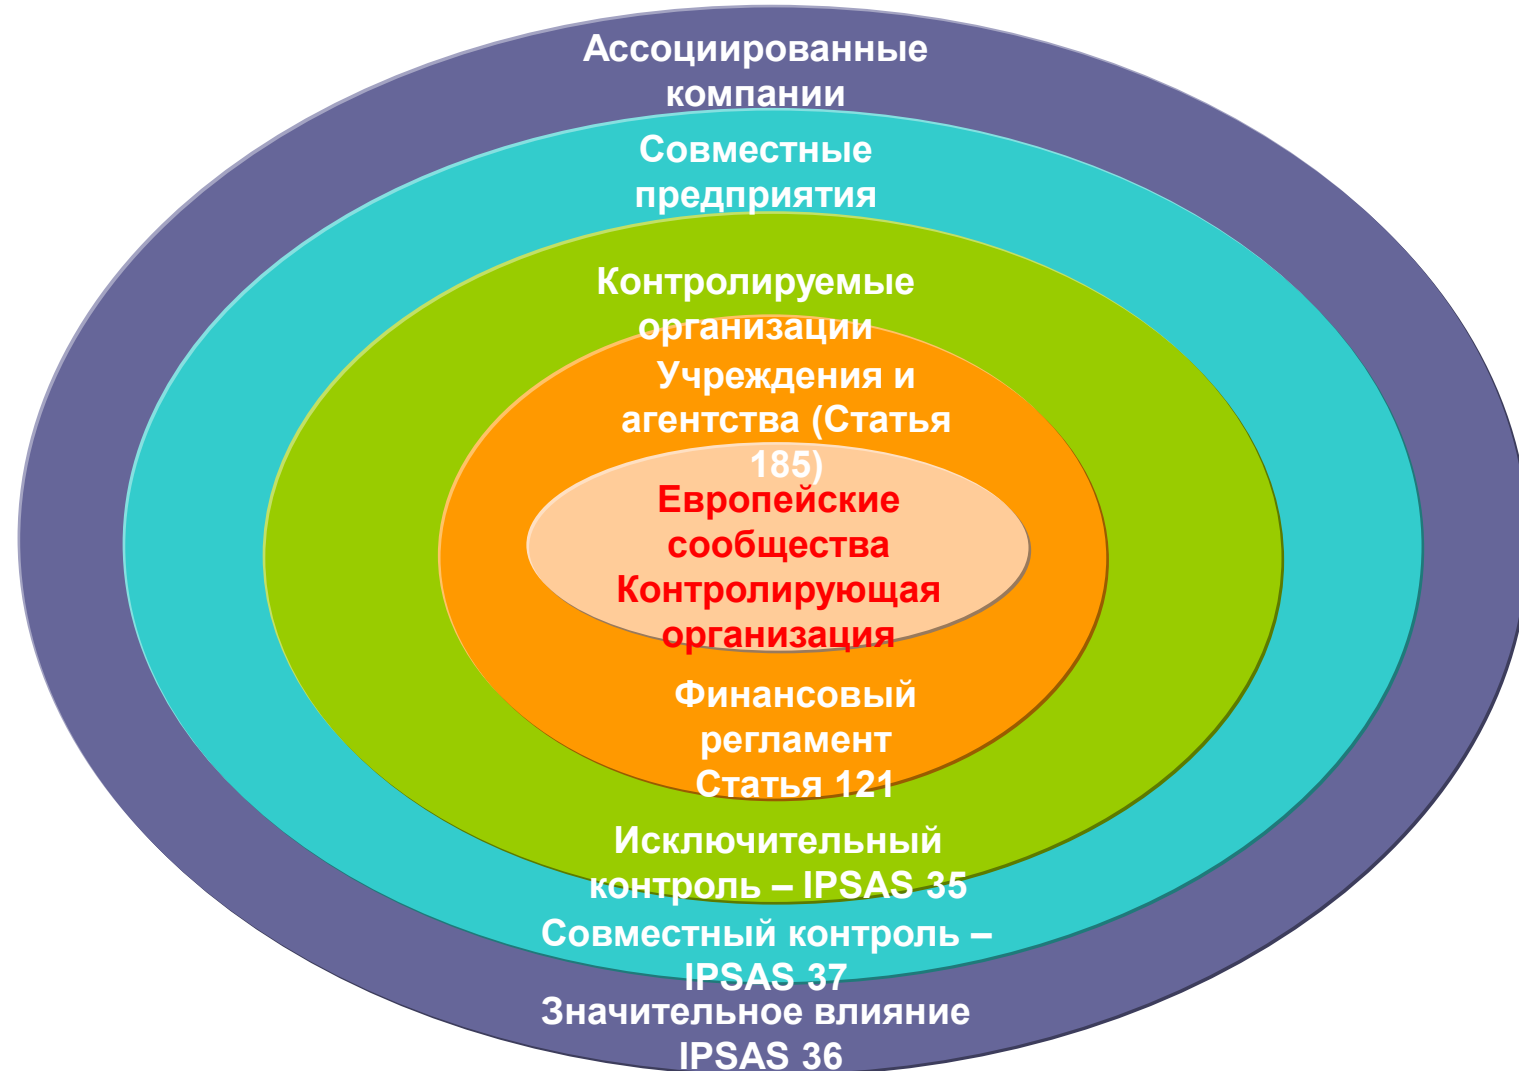 Ассоциированные
компании
Совместные
предприятия
Контролируемые
организации
Учреждения и
агентства (Статья
185)
Европейские
сообщества
Контролирующая
организация
Финансовый
регламент
Статья 121
Исключительный
контроль – IPSAS 35
Совместный контроль –
IPSAS 37
Значительное влияние
IPSAS 36